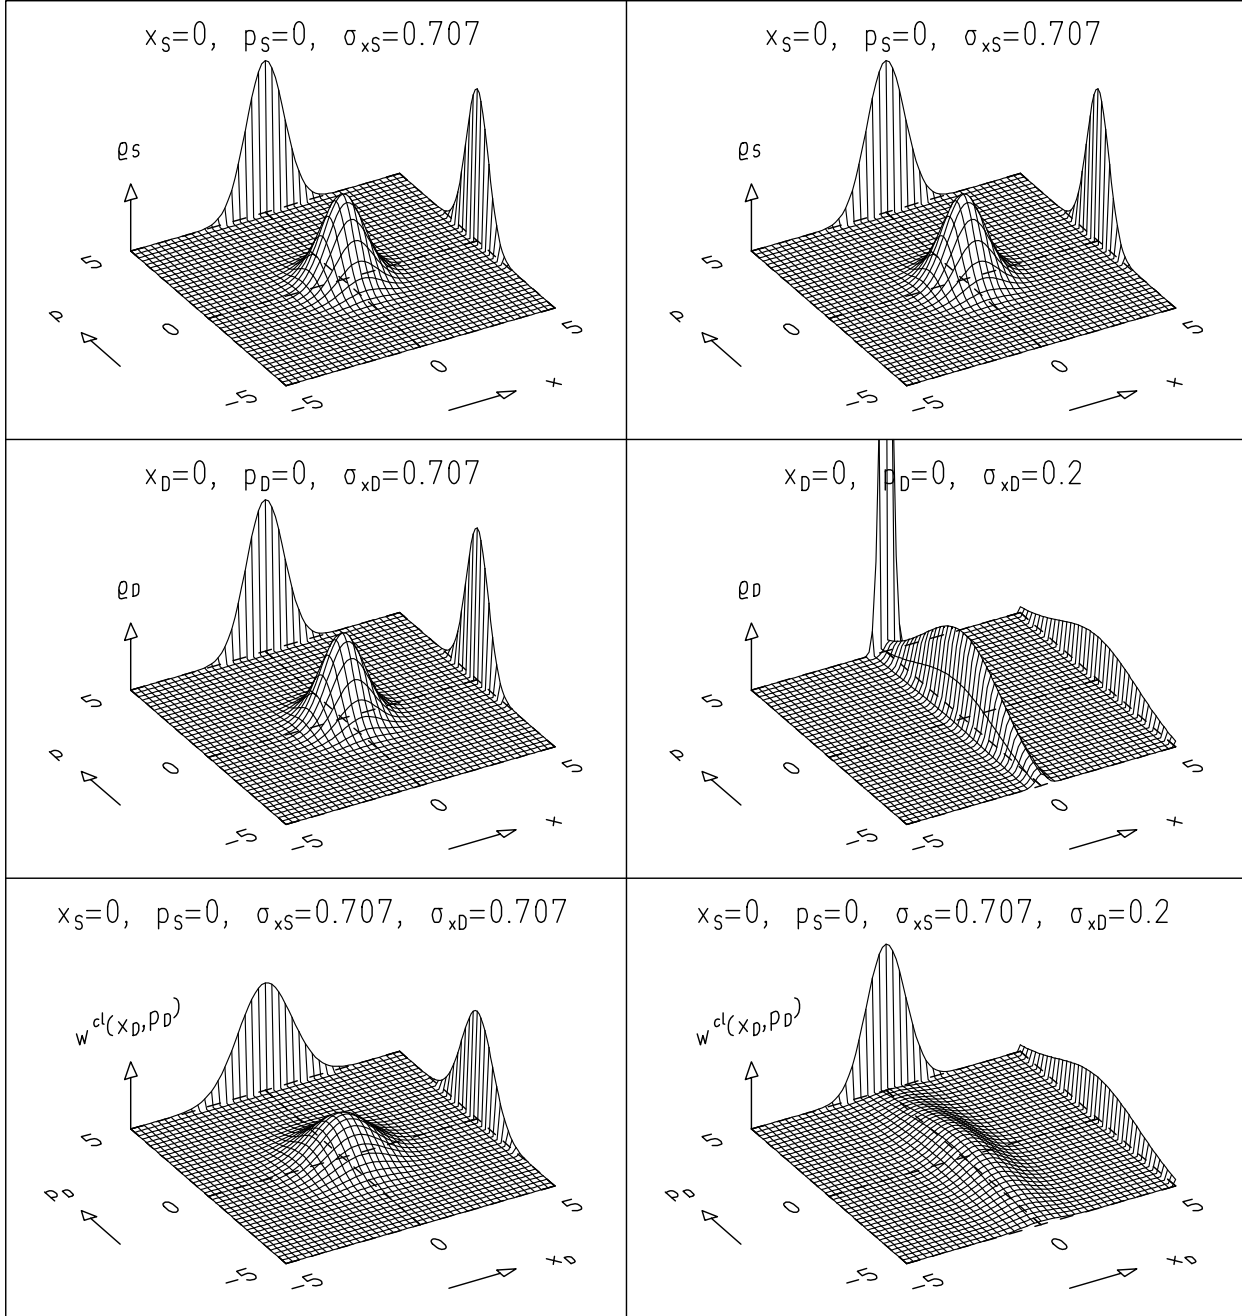 x_S=0, p_S=0, σ_xS=0.707
ϱ_S
5
p
0
-5
-5
0
x
5
x_S=0, p_S=0, σ_xS=0.707
ϱ_S
5
p
0
-5
-5
0
x
5
x_D=0, p_D=0, σ_xD=0.707
ϱ_D
5
p
0
-5
-5
0
x
5
x_D=0, p_D=0, σ_xD=0.2
ϱ_D
5
p
0
-5
-5
0
x
5
x_S=0, p_S=0, σ_xS=0.707, σ_xD=0.707
w^cl(x_D,p_D)
5
p_D
0
-5
-5
0
x_D
5
x_S=0, p_S=0, σ_xS=0.707, σ_xD=0.2
w^cl(x_D,p_D)
5
p_D
0
-5
-5
0
x_D
5